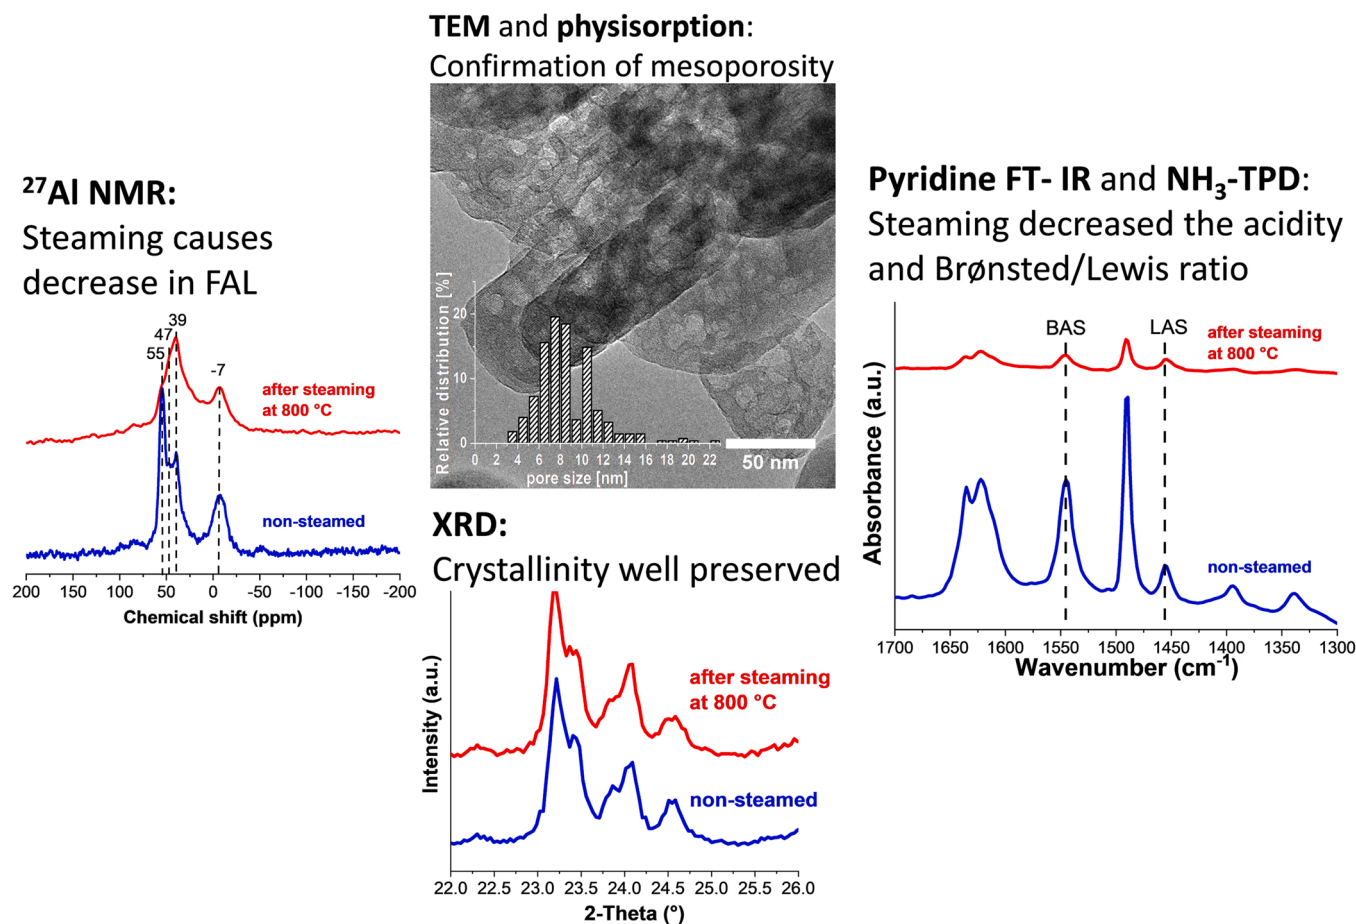 TEM and physisorption:
Confirmation of mesoporosity
Relative distribution [%]
20
10
0
0 2 4 6 8 10 12 14 16 18 20 22
pore size [nm]
50 nm
²⁷Al NMR:
Steaming causes
decrease in FAL
39
47
55
-7
after steaming
at 800 °C
non-steamed
200 150 100 50 0 -50 -100 -150 -200
Chemical shift (ppm)
XRD:
Crystallinity well preserved
Intensity (a.u.)
after steaming
at 800 °C
non-steamed
22.0 22.5 23.0 23.5 24.0 24.5 25.0 25.5 26.0
2-Theta (°)
Pyridine FT- IR and NH₃-TPD:
Steaming decreased the acidity
and Brønsted/Lewis ratio
Absorbance (a.u.)
BAS
LAS
after steaming
at 800 °C
non-steamed
1700 1650 1600 1550 1500 1450 1400 1350 1300
Wavenumber (cm⁻¹)